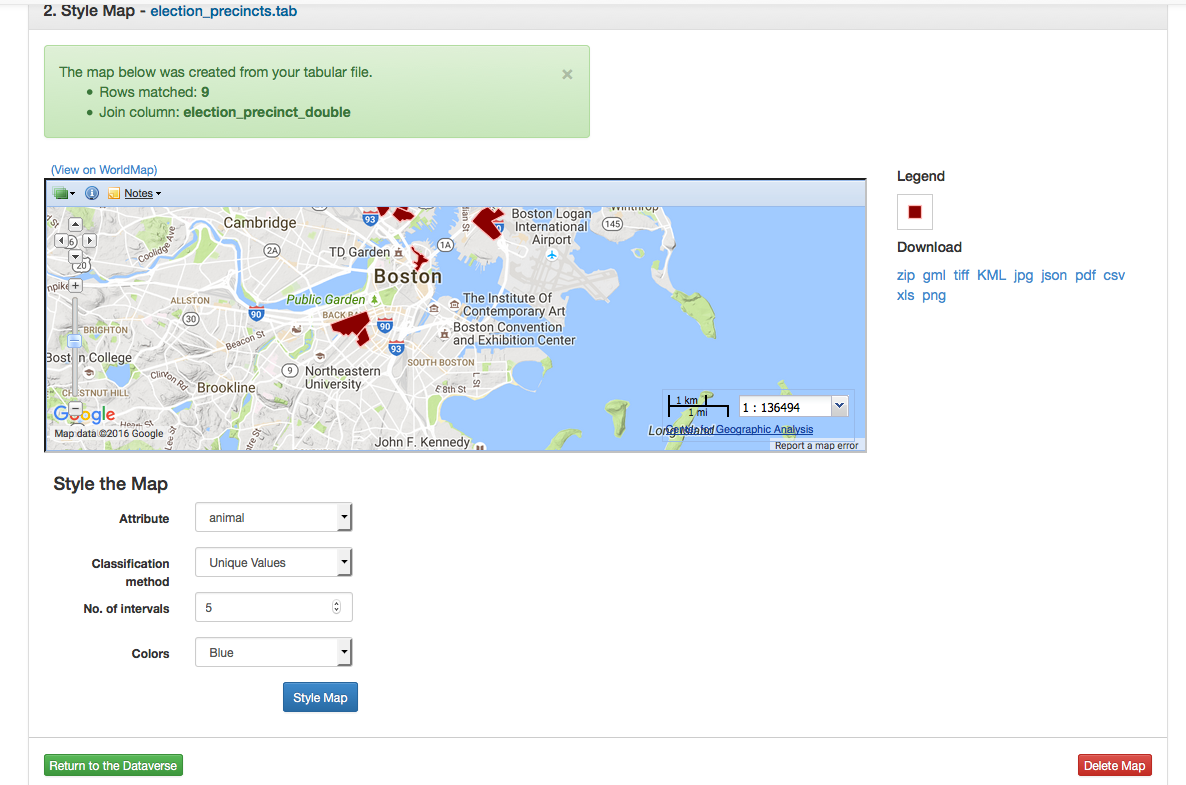 2. Style Map - election_precincts.tab
The map below was created from your tabular file.
×
Rows matched: 9
Join column: election_precinct_double
(View on WorldMap)
Legend
Notes
Cambridge
93
Boston Logan
International
Airport
145
Coolidge Ave
2A
TD Garden
1A
6
20
Boston
Public Garden
ALLSTON
30
90
BACK BA
90
The Institute Of
Contemporary Art
Boston Convention
and Exhibition Center
BRIGHTON
Beacon St
93
Boston College
9
Northeastern
University
SOUTH BOSTON
CHESTNUT HILL
Brookline
E 8th St
Google
Map data ©2016 Google
John F. Kennedy
1 km
1 mi
1 : 136494
Long Island
Center for Geographic Analysis
Report a map error
Download
zip gml tiff KML jpg json pdf csv
xls png
Style the Map
Attribute
animal
Classification
method
Unique Values
No. of intervals
5
Colors
Blue
Style Map
Return to the Dataverse
Delete Map